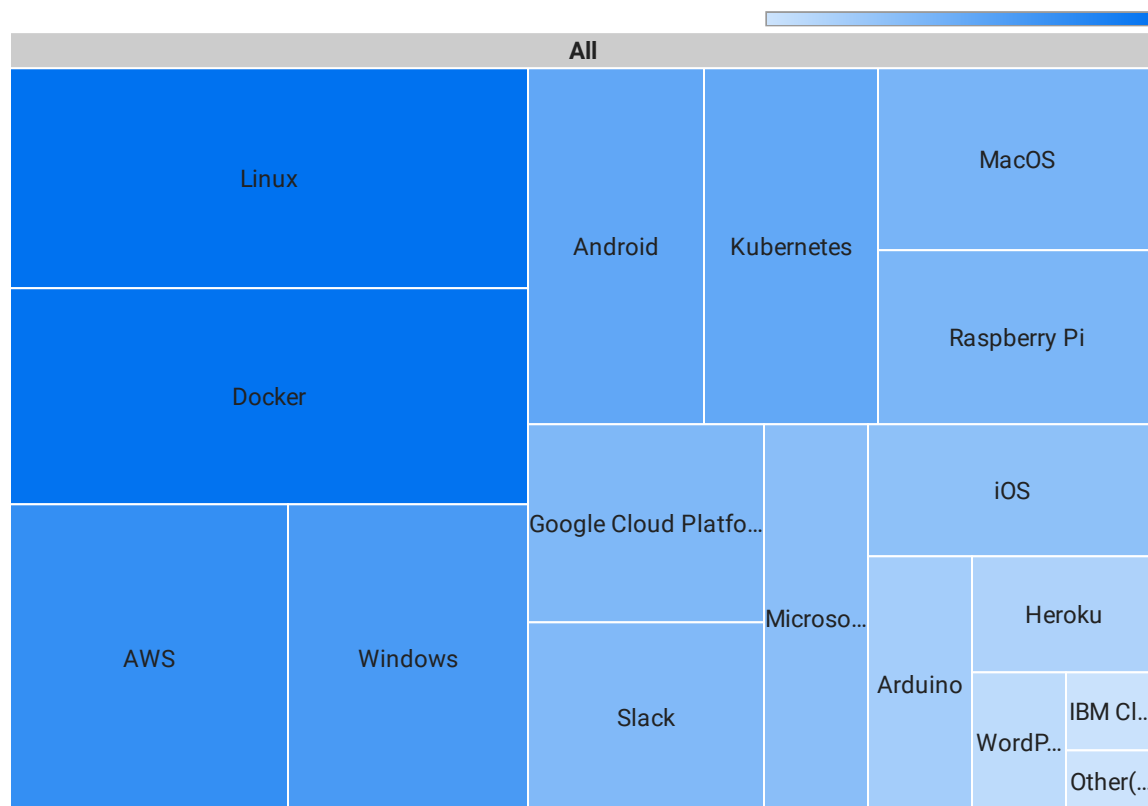 All
Linux
Android
Kubernetes
MacOS
Raspberry Pi
Docker
Google Cloud Platfo...
Microso...
iOS
AWS
Windows
Slack
Arduino
Heroku
WordP...
IBM Cl...
Other(...